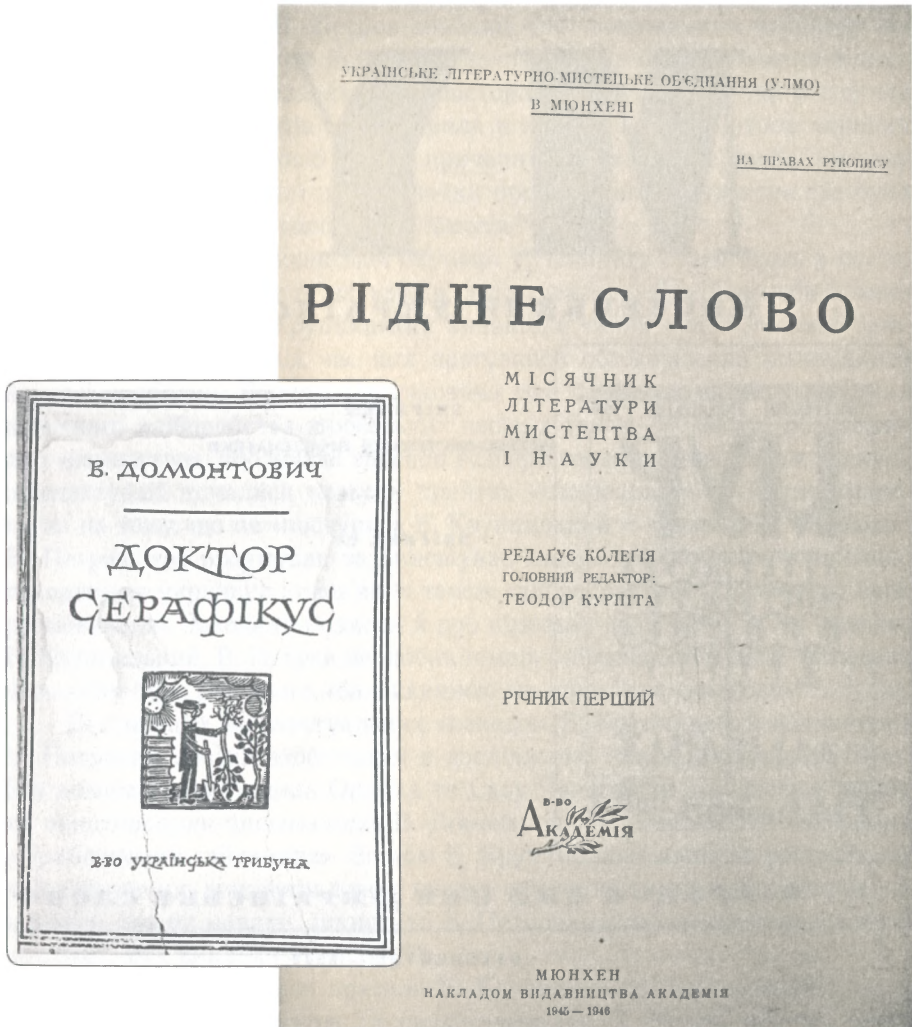 УКРАЇНСЬКЕ ЛІТЕРАТУРНО-МИСТЕЦЬКЕ ОБ'ЄДНАННЯ (УЛМО)
В МЮНХЕНІ
НА ПРАВАХ РУКОПИСУ
РІДНЕ СЛОВО
МІСЯЧНИК
ЛІТЕРАТУРИ
МИСТЕЦТВА
І НАУКИ
РЕДАҐУЄ КОЛЕҐІЯ
ГОЛОВНИЙ РЕДАКТОР:
ТЕОДОР КУРПІТА
РІЧНИК ПЕРШИЙ
В-ВО
АКАДЕМІЯ
МЮНХЕН
НАКЛАДОМ ВИДАВНИЦТВА АКАДЕМІЯ
1945 — 1946
В. ДОМОНТОВИЧ
ДОКТОР
СЕРАФІКУС
В-ВО УКРАЇНСЬКА ТРИБУНА